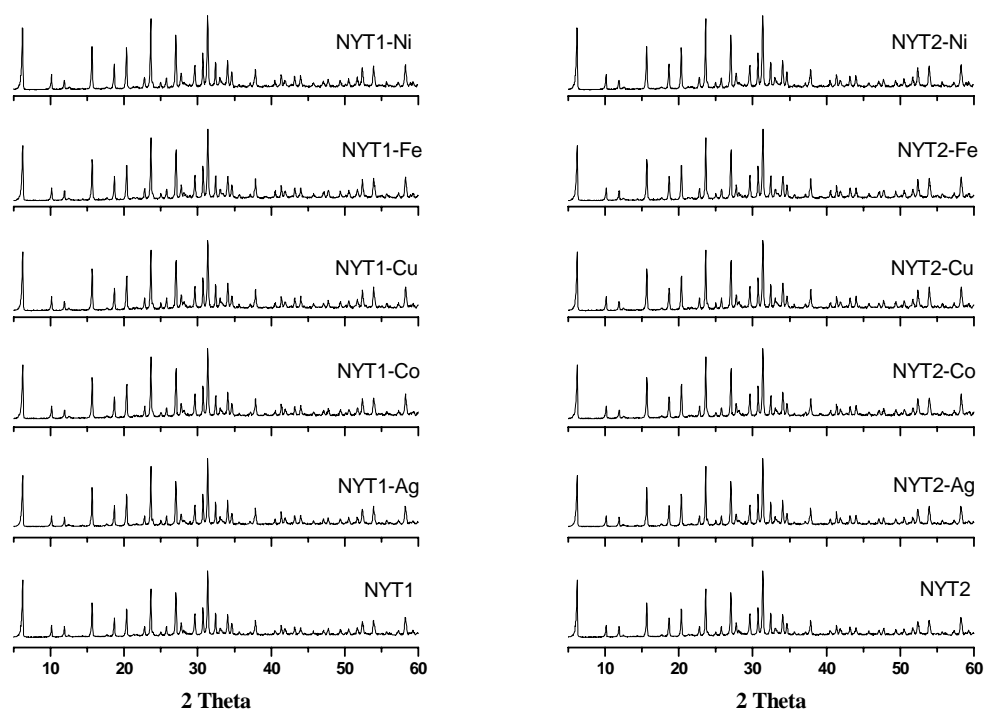 NYT1-Ni
NYT2-Ni
NYT1-Fe
NYT2-Fe
NYT1-Cu
NYT2-Cu
NYT1-Co
NYT2-Co
NYT1-Ag
NYT2-Ag
NYT1
NYT2
10 20 30 40 50 60
10 20 30 40 50 60
2 Theta
2 Theta